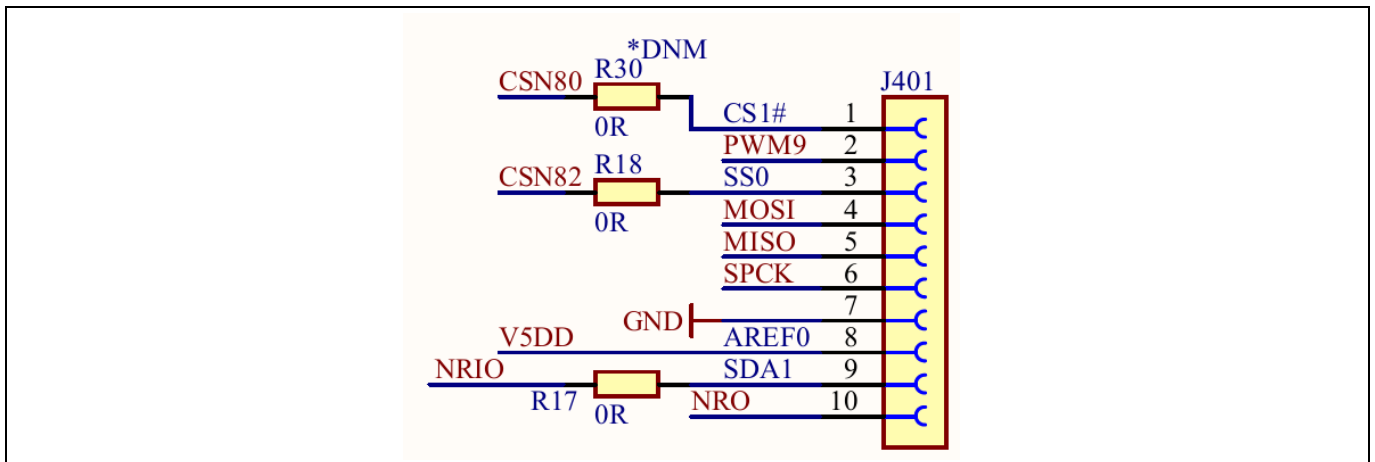 *DNM
CSN80 R30 J401
0R CS1# 1
PWM9 2
CSN82 R18 SS0 3
0R MOSI 4
MISO 5
SPCK 6
GND 7
V5DD AREF0 8
NRIO SDA1 9
R17 0R NRO 10